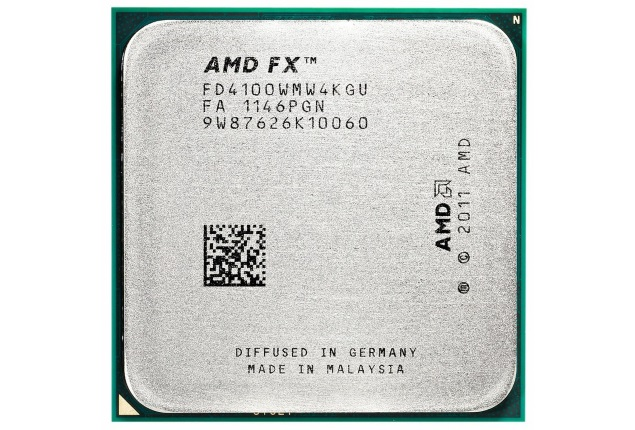 AMD FX™
FD4100WMW4KGU
FA 1146PGN
9W87626K10060
AMD
® © 2011 AMD
DIFFUSED IN GERMANY
MADE IN MALAYSIA
N